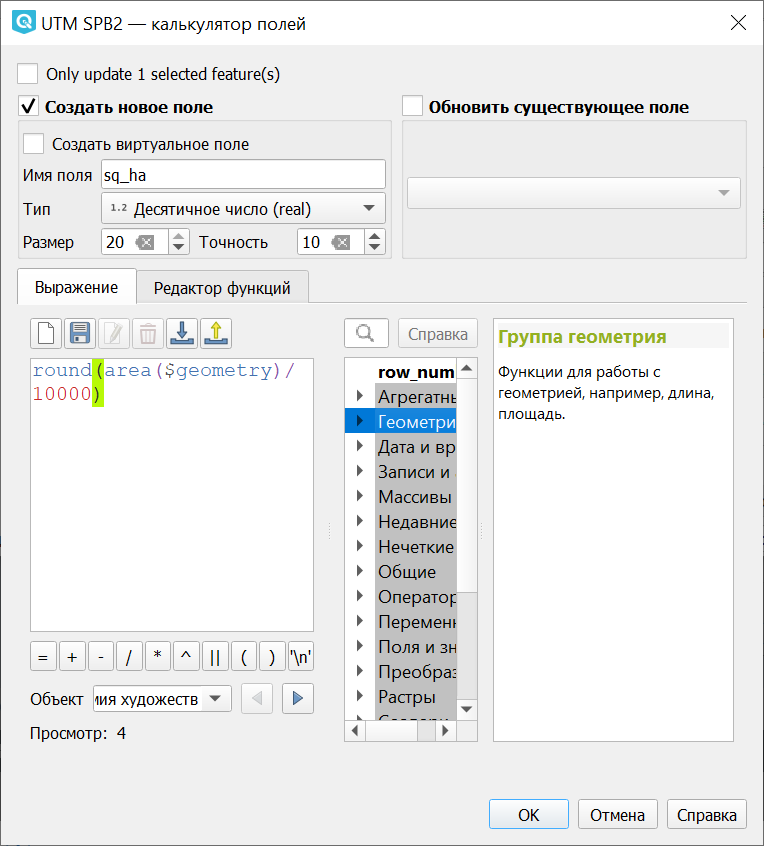 UTM SPB2 — калькулятор полей
Only update 1 selected feature(s)
Создать новое поле
Обновить существующее поле
Создать виртуальное поле
Имя поля sq_ha
Тип 1.2 Десятичное число (real)
Размер 20 Точность 10
Выражение Редактор функций
Справка
round(area($geometry)/
10000)
row_num
Агрегатны
Геометри
Дата и вр
Записи и
Массивы
Недавние
Нечеткие
Общие
Оператор
Перемен
Поля и зн
Преобраз
Растры
Группа геометрия
Функции для работы с
геометрией, например, длина,
площадь.
= + - / * ^ || ( ) '\n'
Объект ия художеств
Просмотр: 4
OK Отмена Справка